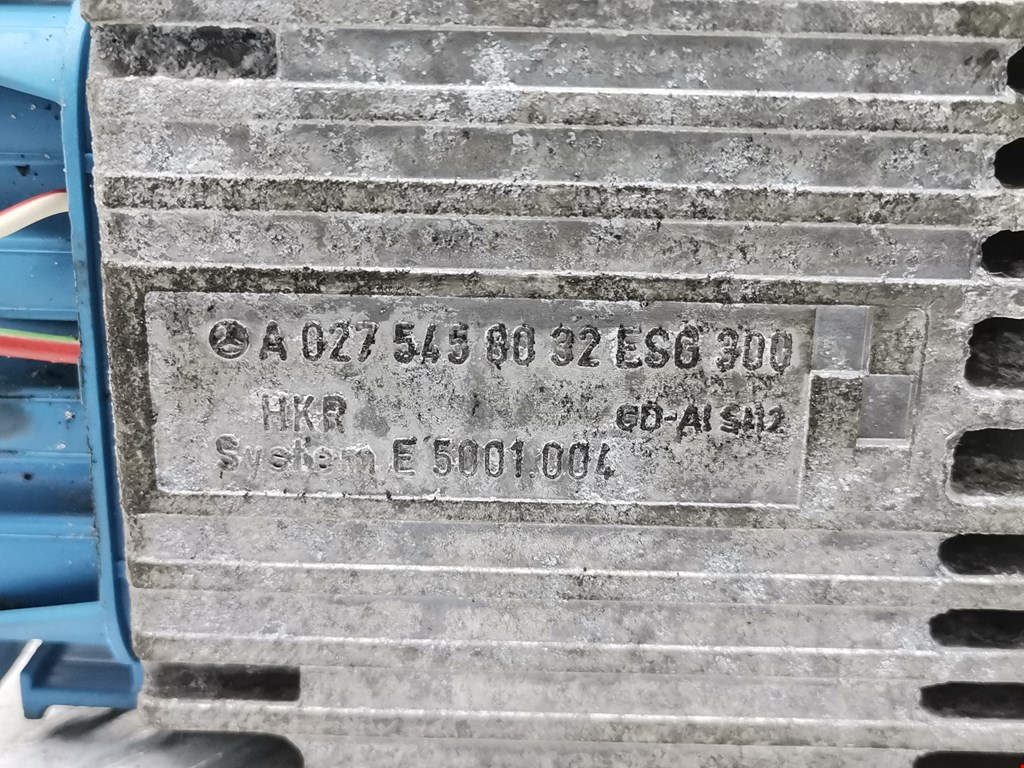 A 027 545 80 32 ESG 300
HKR GD-AlSi12
System E 5001.004